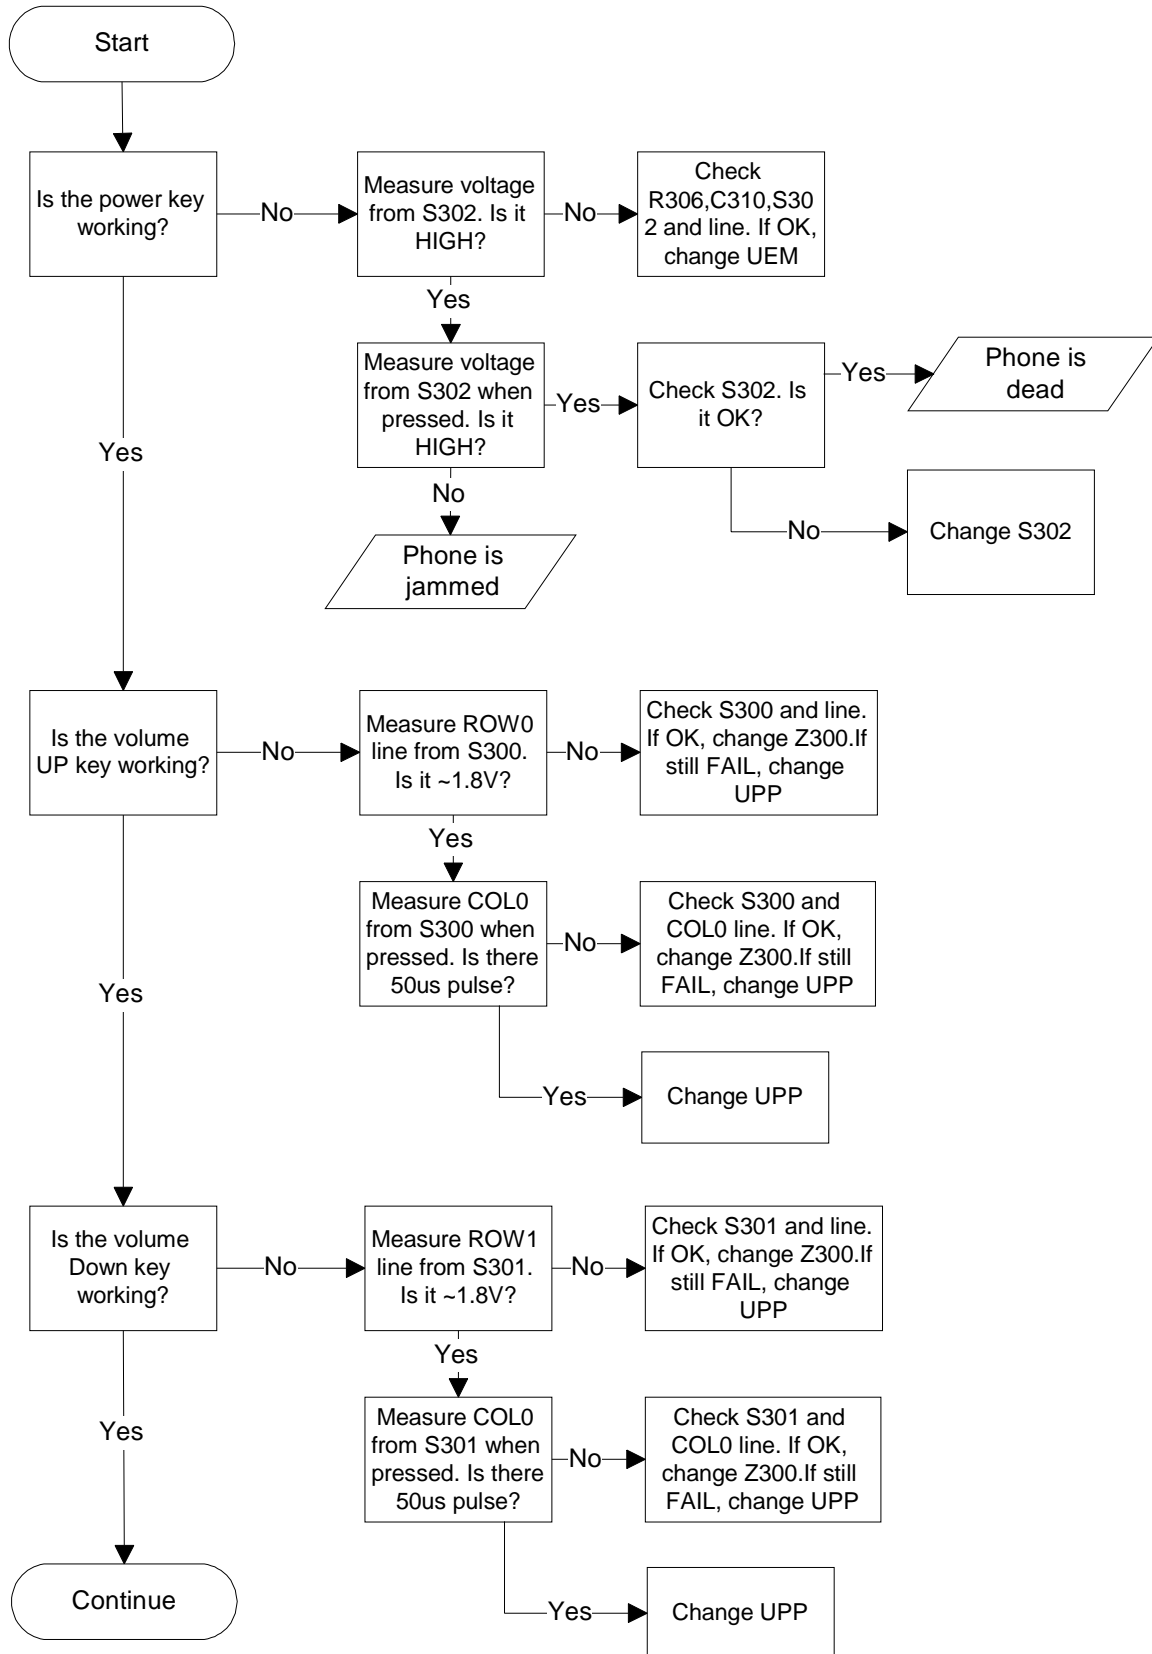 Start
Is the power key
working?
No
Measure voltage
from S302. Is it
HIGH?
No
Check
R306,C310,S30
2 and line. If OK,
change UEM
Yes
Measure voltage
from S302 when
pressed. Is it
HIGH?
Yes
Check S302. Is
it OK?
Yes
Phone is
dead
No
Change S302
No
Phone is
jammed
Yes
Is the volume
UP key working?
No
Measure ROW0
line from S300.
Is it ~1.8V?
No
Check S300 and line.
If OK, change Z300.If
still FAIL, change
UPP
Yes
Measure COL0
from S300 when
pressed. Is there
50us pulse?
No
Check S300 and
COL0 line. If OK,
change Z300.If still
FAIL, change UPP
Yes
Change UPP
Yes
Is the volume
Down key
working?
No
Measure ROW1
line from S301.
Is it ~1.8V?
No
Check S301 and line.
If OK, change Z300.If
still FAIL, change
UPP
Yes
Measure COL0
from S301 when
pressed. Is there
50us pulse?
No
Check S301 and
COL0 line. If OK,
change Z300.If still
FAIL, change UPP
Yes
Change UPP
Yes
Continue